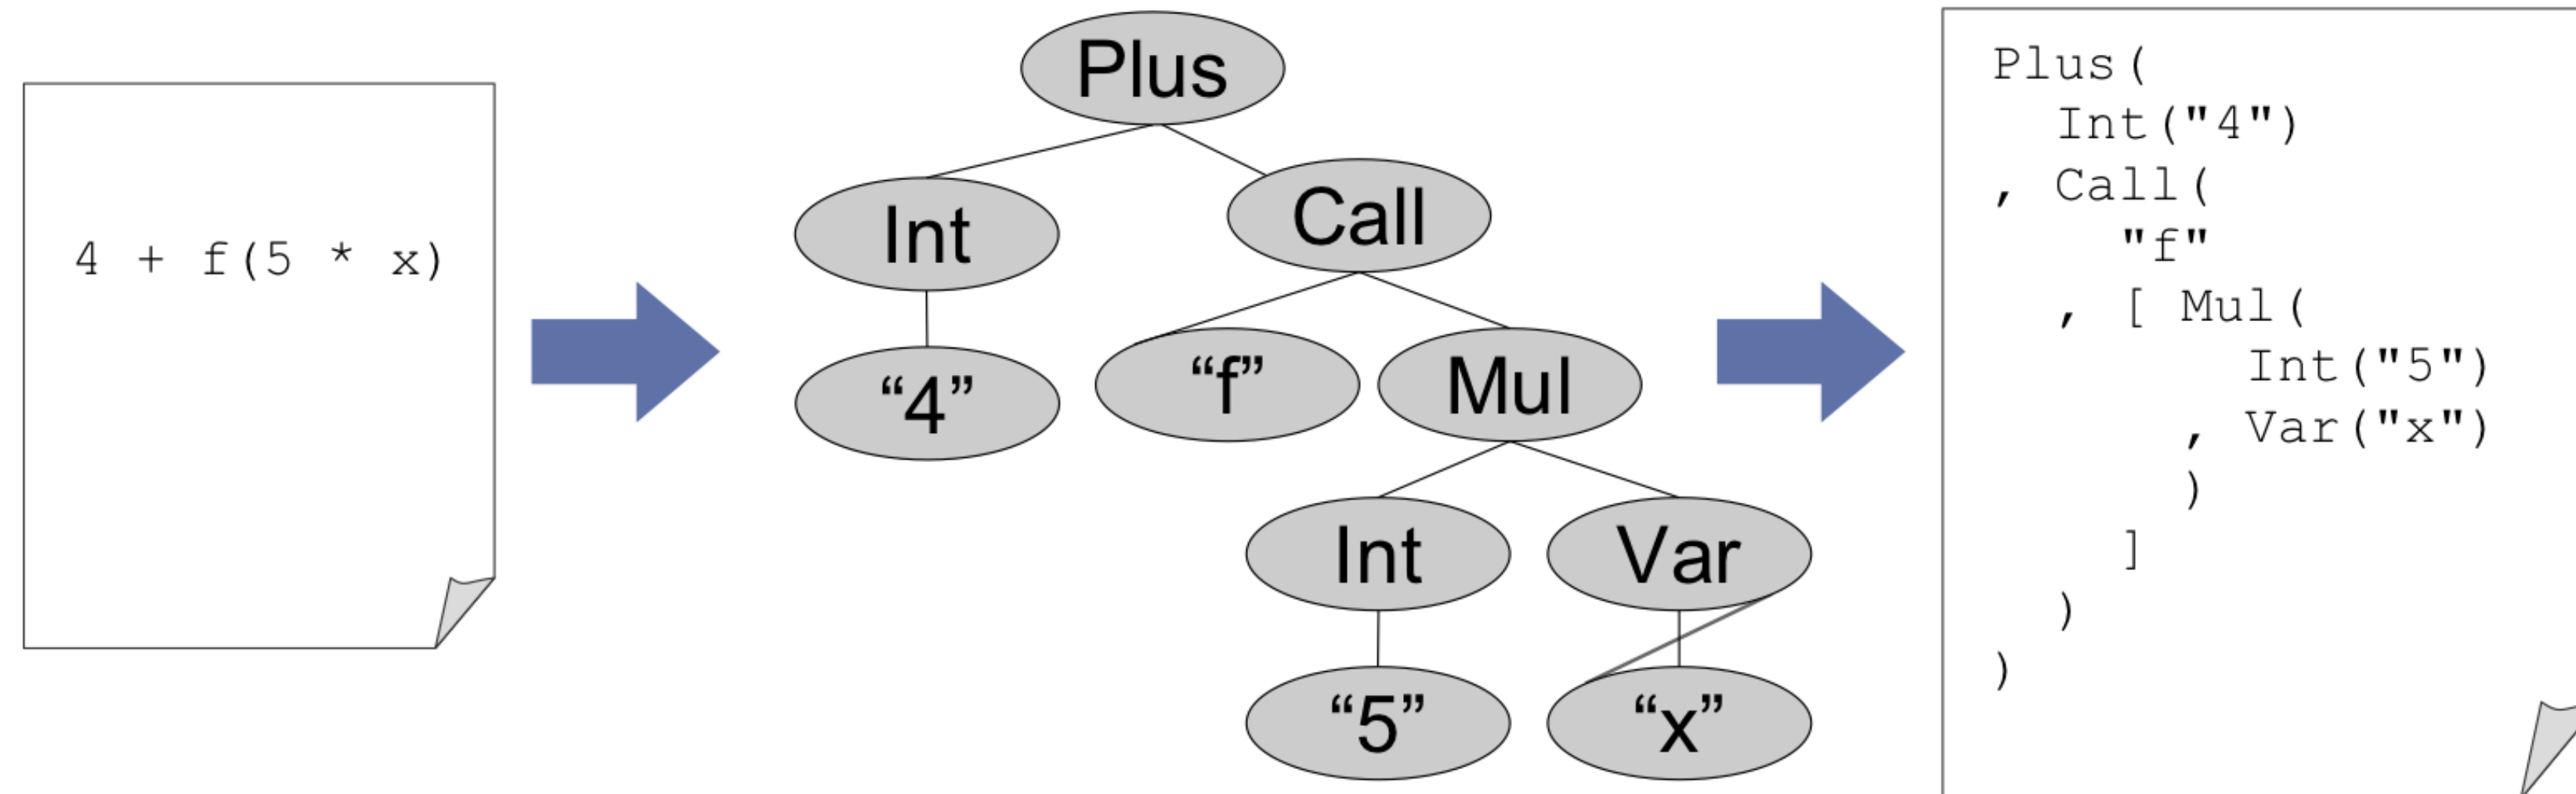 4 + f(5 * x)
Plus
Int
Call
“4”
“f”
Mul
Int
Var
“5”
“x”
Plus(
  Int("4")
, Call(
    "f"
  , [ Mul(
        Int("5")
      , Var("x")
      )
    ]
  )
)